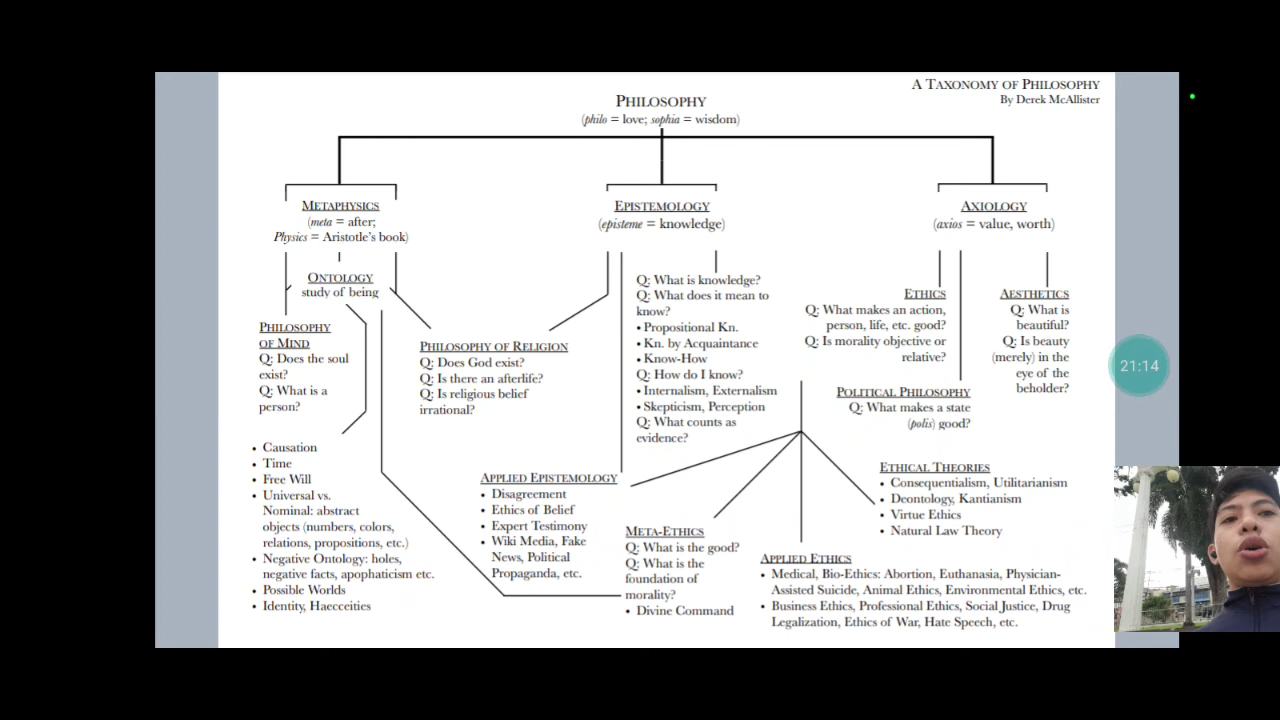 A TAXONOMY OF PHILOSOPHY
By Derek McAllister
PHILOSOPHY
(philo = love; sophia = wisdom)
METAPHYSICS
(meta = after;
Physics = Aristotle's book)
ONTOLOGY
study of being
PHILOSOPHY
OF MIND
Q: Does the soul
exist?
Q: What is a
person?
• Causation
• Time
• Free Will
• Universal vs.
Nominal: abstract
objects (numbers, colors,
relations, propositions, etc.)
• Negative Ontology: holes,
negative facts, apophaticism etc.
• Possible Worlds
• Identity, Haecceities
PHILOSOPHY OF RELIGION
Q: Does God exist?
Q: Is there an afterlife?
Q: Is religious belief
irrational?
EPISTEMOLOGY
(episteme = knowledge)
Q: What is knowledge?
Q: What does it mean to
know?
• Propositional Kn.
• Kn. by Acquaintance
• Know-How
Q: How do I know?
• Internalism, Externalism
• Skepticism, Perception
Q: What counts as
evidence?
APPLIED EPISTEMOLOGY
• Disagreement
• Ethics of Belief
• Expert Testimony
• Wiki Media, Fake
News, Political
Propaganda, etc.
AXIOLOGY
(axios = value, worth)
ETHICS
Q: What makes an action,
person, life, etc. good?
Q: Is morality objective or
relative?
AESTHETICS
Q: What is
beautiful?
Q: Is beauty
(merely) in the
eye of the
beholder?
POLITICAL PHILOSOPHY
Q: What makes a state
(polis) good?
META-ETHICS
Q: What is the good?
Q: What is the
foundation of
morality?
• Divine Command
ETHICAL THEORIES
• Consequentialism, Utilitarianism
• Deontology, Kantianism
• Virtue Ethics
• Natural Law Theory
APPLIED ETHICS
• Medical, Bio-Ethics: Abortion, Euthanasia, Physician-
Assisted Suicide, Animal Ethics, Environmental Ethics, etc.
• Business Ethics, Professional Ethics, Social Justice, Drug
Legalization, Ethics of War, Hate Speech, etc.
21:14